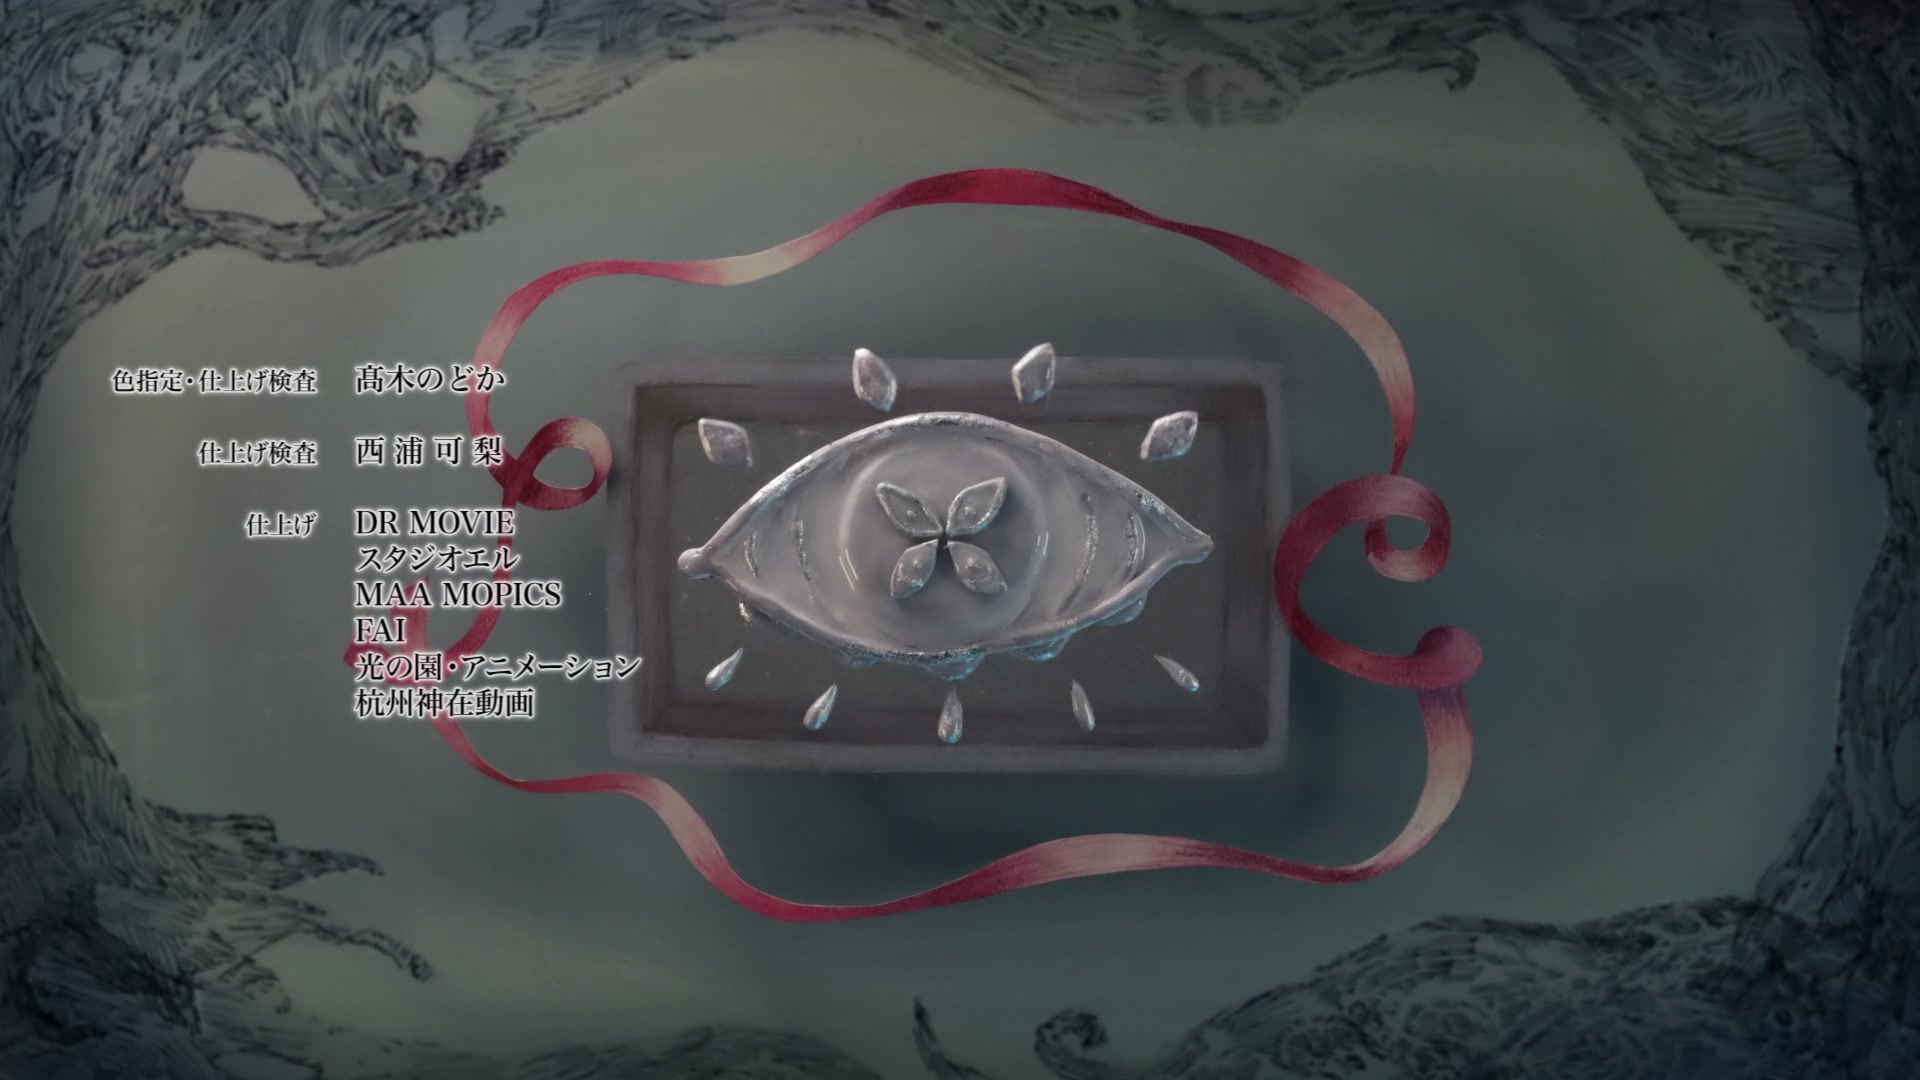 色指定・仕上げ検査 髙木のどか
仕上げ検査 西浦可梨
仕上げ DR MOVIE
スタジオエル
MAA MOPICS
FAI
光の園・アニメーション
杭州神在動画